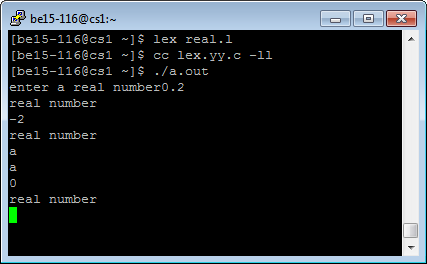 be15-116@cs1:~
[be15-116@cs1 ~]$ lex real.l
[be15-116@cs1 ~]$ cc lex.yy.c -ll
[be15-116@cs1 ~]$ ./a.out
enter a real number0.2
real number
-2
real number
a
a
0
real number